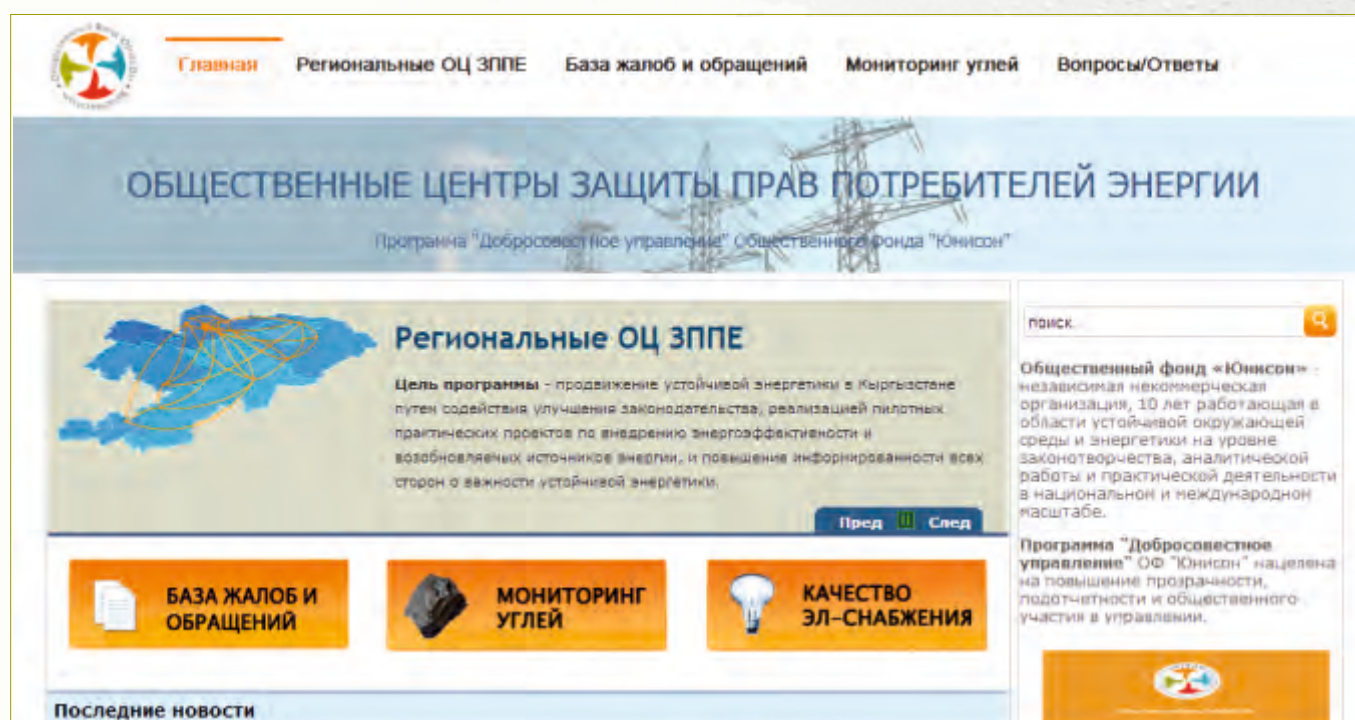 Главная Региональные ОЦ ЗППЕ База жалоб и обращений Мониторинг углей Вопросы/Ответы
ОБЩЕСТВЕННЫЕ ЦЕНТРЫ ЗАЩИТЫ ПРАВ ПОТРЕБИТЕЛЕЙ ЭНЕРГИИ
Программа "Добросовестное управление" Общественного Фонда "Юнисон"
Региональные ОЦ ЗППЕ
Цель программы - продвижение устойчивой энергетики в Кыргызстане
путем содействия улучшения законодательства, реализацией пилотных
практических проектов по внедрению энергоэффективности и
возобновляемых источников энергии, и повышение информированности всех
сторон о важности устойчивой энергетики.
Пред След
БАЗА ЖАЛОБ И
ОБРАЩЕНИЙ
МОНИТОРИНГ
УГЛЕЙ
КАЧЕСТВО
ЭЛ-СНАБЖЕНИЯ
Последние новости
поиск.
Общественный фонд «Юнисон» -
независимая некоммерческая
организация, 10 лет работающая в
области устойчивой окружающей
среды и энергетики на уровне
законотворчества, аналитической
работы и практической деятельности
в национальном и международном
масштабе.
Программа "Добросовестное
управление" ОФ "Юнисон" нацелена
на повышение прозрачности,
подотчетности и общественного
участия в управлении.